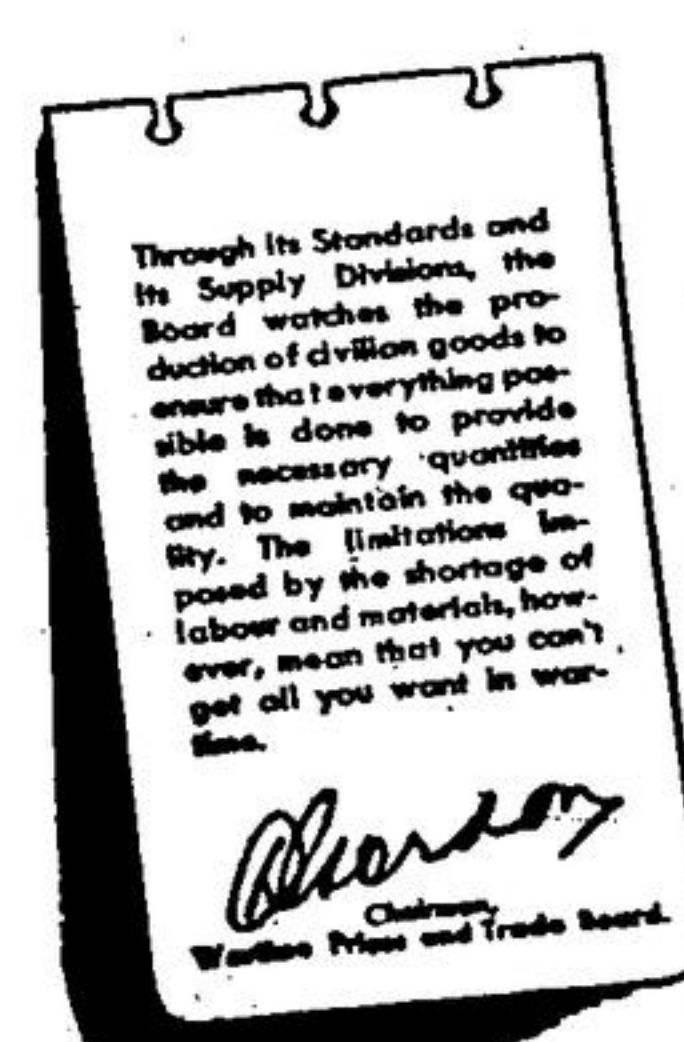 Through Its Standards and
Its Supply Divisions, the
Board watches the pro-
duction of civilian goods to
ensure that everything pos-
sible is done to provide
the necessary quantities
and to maintain the qua-
lity. The limitations im-
posed by the shortage of
labour and materials, how-
ever, mean that you can't
get all you want in war-
time.
Chairman,
Wartime Prices and Trade Board.